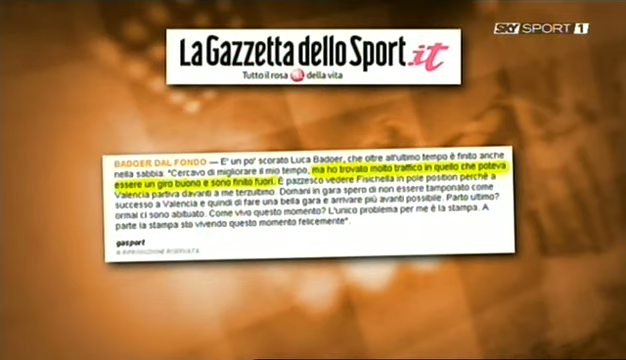 SKY SPORT 1
La Gazzetta dello Sport.it
Tutto il rosa della vita
BADOER DAL FONDO — E' un po' scorato Luca Badoer, che oltre all'ultimo tempo è finito anche
nella sabbia: "Cercavo di migliorare il mio tempo, ma ho trovato molto traffico in quello che poteva
essere un giro buono e sono finito fuori. È pazzesco vedere Fisichella in pole position perché a
Valencia partiva davanti a me terzultimo. Domani in gara spero di non essere tamponato come
successo a Valencia e quindi di fare una bella gara e arrivare più avanti possibile. Parto ultimo?
ormai ci sono abituato. Come vivo questo momento? L'unico problema per me è la stampa. A
parte la stampa sto vivendo questo momento felicemente".
gasport
© RIPRODUZIONE RISERVATA